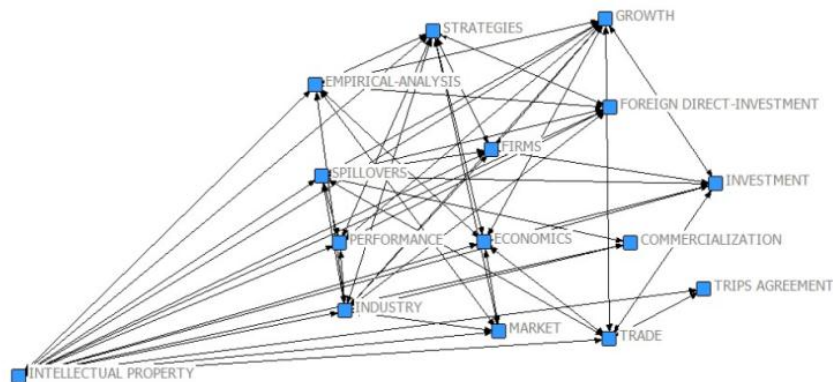 GROWTH
STRATEGIES
EMPIRICAL-ANALYSIS
FOREIGN DIRECT-INVESTMENT
FIRMS
SPILLOVERS
INVESTMENT
PERFORMANCE
ECONOMICS
COMMERCIALIZATION
TRIPS AGREEMENT
INDUSTRY
MARKET
TRADE
INTELLECTUAL PROPERTY